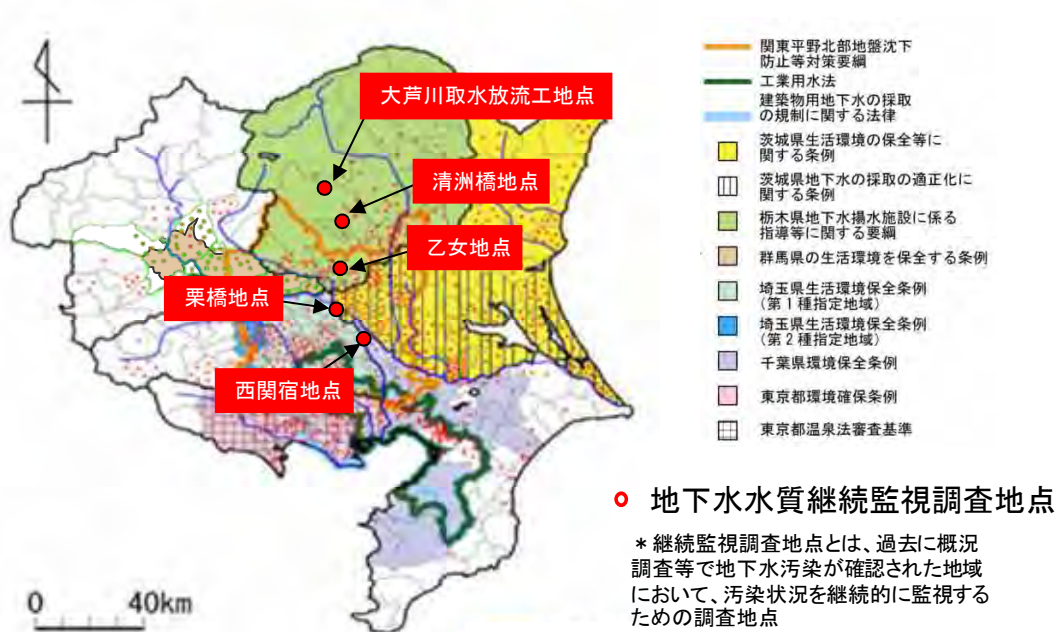 大芦川取水放流工地点
清洲橋地点
乙女地点
栗橋地点
西関宿地点
0 40km
関東平野北部地盤沈下
防止等対策要綱
工業用水法
建築物用地下水の採取
の規制に関する法律
茨城県生活環境の保全等に
関する条例
茨城県地下水の採取の適正化に
関する条例
栃木県地下水揚水施設に係る
指導等に関する要綱
群馬県の生活環境を保全する条例
埼玉県生活環境保全条例
(第1種指定地域)
埼玉県生活環境保全条例
(第2種指定地域)
千葉県環境保全条例
東京都環境確保条例
東京都温泉法審査基準
地下水水質継続監視調査地点
*継続監視調査地点とは、過去に概況
調査等で地下水汚染が確認された地域
において、汚染状況を継続的に監視する
ための調査地点